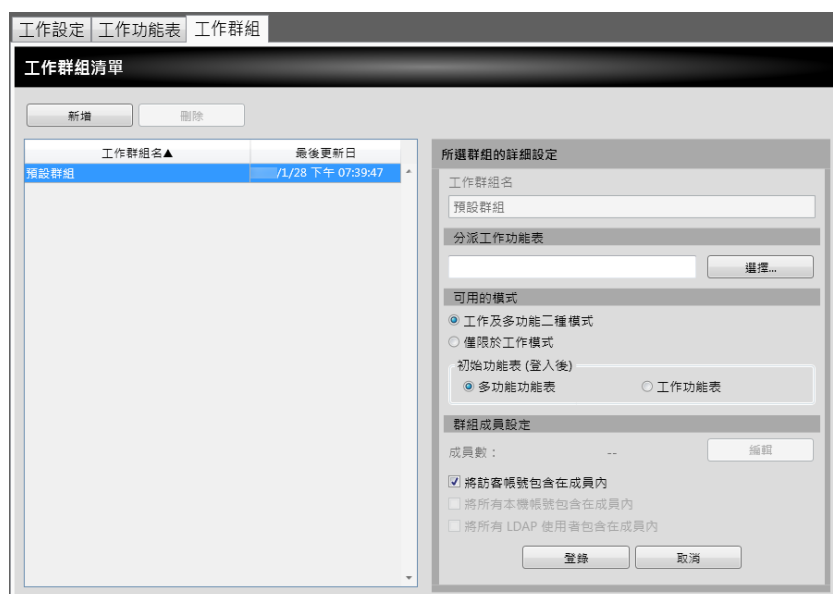 工作設定 工作功能表 工作群組
工作群組清單
新增 刪除
工作群組名▲ 最後更新日
預設群組 /1/28 下午 07:39:47
所選群組的詳細設定
工作群組名
預設群組
分派工作功能表
選擇...
可用的模式
工作及多功能二種模式
僅限於工作模式
初始功能表 (登入後)
多功能功能表 工作功能表
群組成員設定
成員數： -- 編輯
將訪客帳號包含在成員內
將所有本機帳號包含在成員內
將所有 LDAP 使用者包含在成員內
登錄 取消